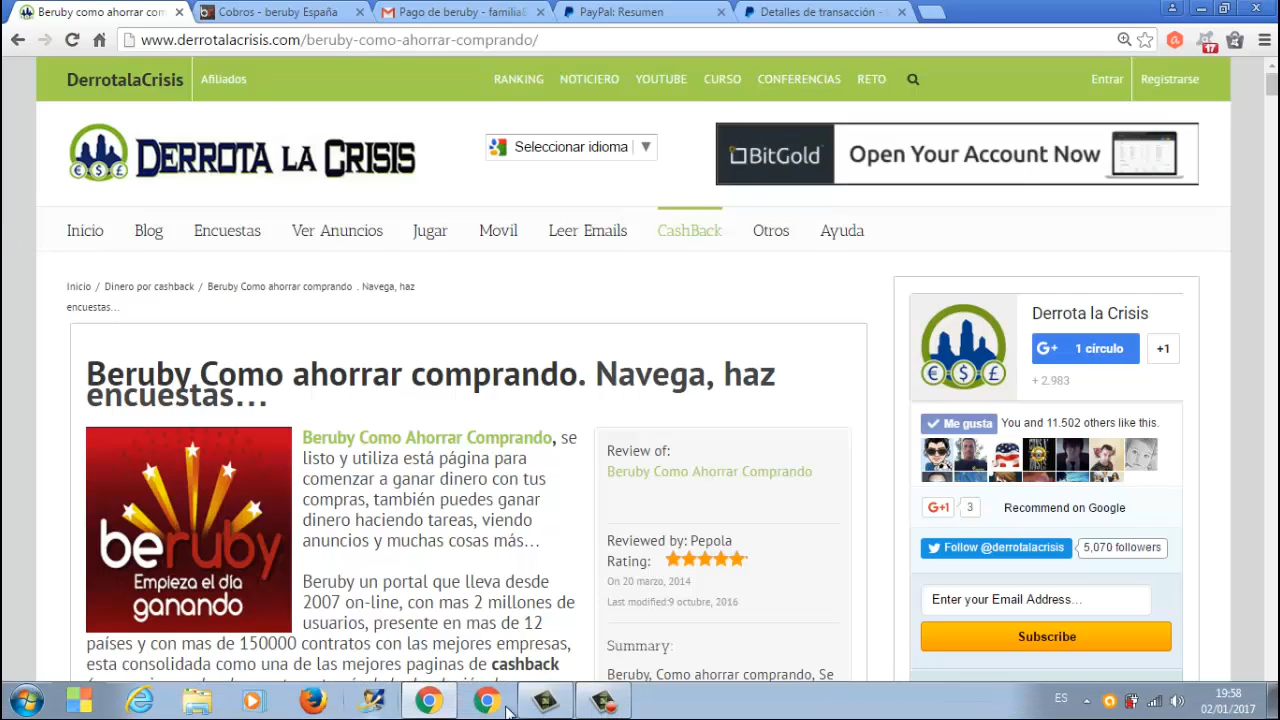 Beruby como ahorrar com
Cobros - beruby España
Pago de beruby - familia8
PayPal: Resumen
Detalles de transacción - s
www.derrotalacrisis.com/beruby-como-ahorrar-comprando/
17
DerrotalaCrisis
Afiliados
RANKING
NOTICIERO
YOUTUBE
CURSO
CONFERENCIAS
RETO
Entrar
Registrarse
€ $ £
DERROTA LA CRISIS
Seleccionar idioma
BitGold
Open Your Account Now
Inicio
Blog
Encuestas
Ver Anuncios
Jugar
Movil
Leer Emails
CashBack
Otros
Ayuda
Inicio / Dinero por cashback / Beruby Como ahorrar comprando . Navega, haz
encuestas…
Beruby Como ahorrar comprando. Navega, haz
encuestas…
beruby
Empieza el día
ganando
Beruby Como Ahorrar Comprando, se
listo y utiliza está página para
comenzar a ganar dinero con tus
compras, también puedes ganar
dinero haciendo tareas, viendo
anuncios y muchas cosas más…
Beruby un portal que lleva desde
2007 on-line, con mas 2 millones de
usuarios, presente en mas de 12
países y con mas de 150000 contratos con las mejores empresas,
esta consolidada como una de las mejores paginas de cashback
Review of:
Beruby Como Ahorrar Comprando
Reviewed by: Pepola
Rating:
On 20 marzo, 2014
Last modified:9 octubre, 2016
Summary:
Beruby, Como ahorrar comprando, Se
€ $ £
Derrota la Crisis
G+ 1 círculo
+1
+ 2.983
Me gusta
You and 11.502 others like this.
G+1
3
Recommend on Google
Follow @derrotalacrisis
5,070 followers
Enter your Email Address...
Subscribe
ES
19:58
02/01/2017